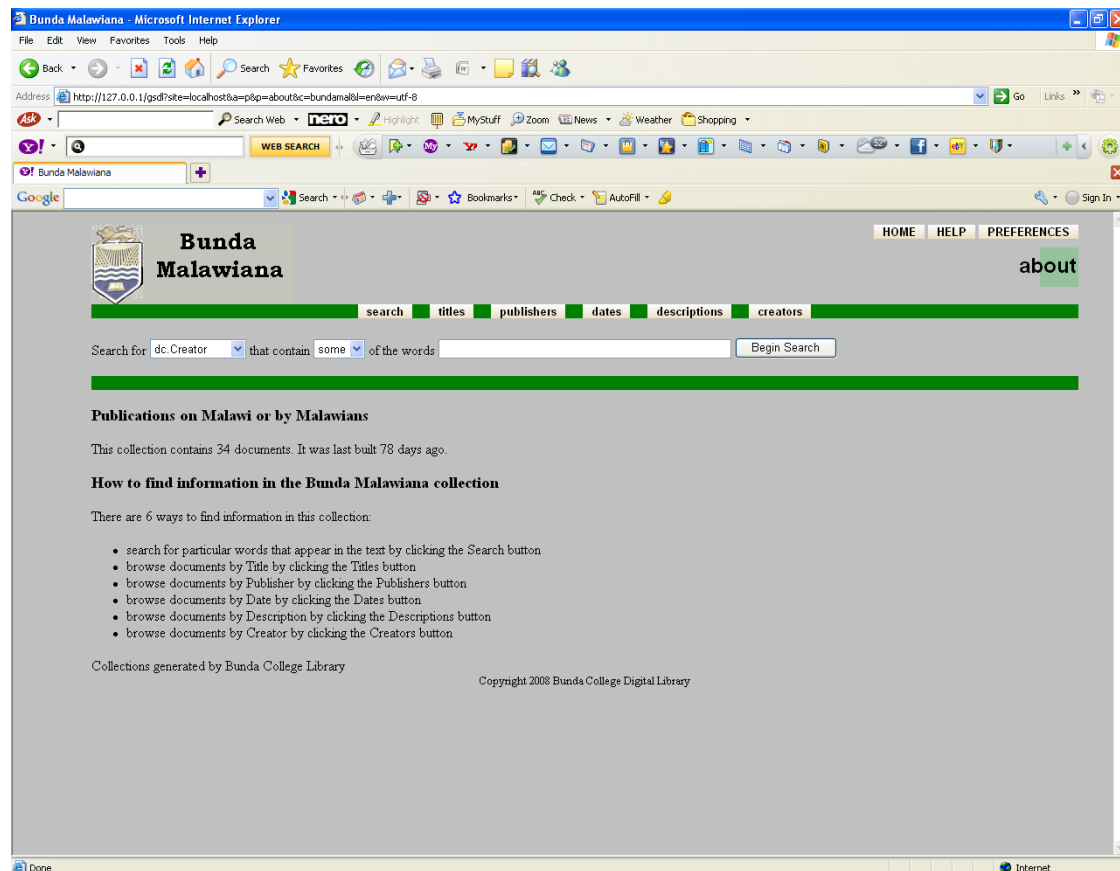 Bunda Malawiana - Microsoft Internet Explorer
File Edit View Favorites Tools Help
Back Search Favorites
Address http://127.0.0.1/gsdl?site=localhost&a=p&p=about&c=bundamal&l=en&w=utf-8 Go Links »
Ask Search Web nero Highlight MyStuff Zoom News Weather Shopping
Y! WEB SEARCH My 52° eBY
Y! Bunda Malawiana
Google Search Bookmarks ABC Check AutoFill Sign In
HOME HELP PREFERENCES
Bunda
Malawiana
about
search titles publishers dates descriptions creators
Search for dc.Creator that contain some of the words Begin Search
Publications on Malawi or by Malawians
This collection contains 34 documents. It was last built 78 days ago.
How to find information in the Bunda Malawiana collection
There are 6 ways to find information in this collection:
• search for particular words that appear in the text by clicking the Search button
• browse documents by Title by clicking the Titles button
• browse documents by Publisher by clicking the Publishers button
• browse documents by Date by clicking the Dates button
• browse documents by Description by clicking the Descriptions button
• browse documents by Creator by clicking the Creators button
Collections generated by Bunda College Library
Copyright 2008 Bunda College Digital Library
Done Internet